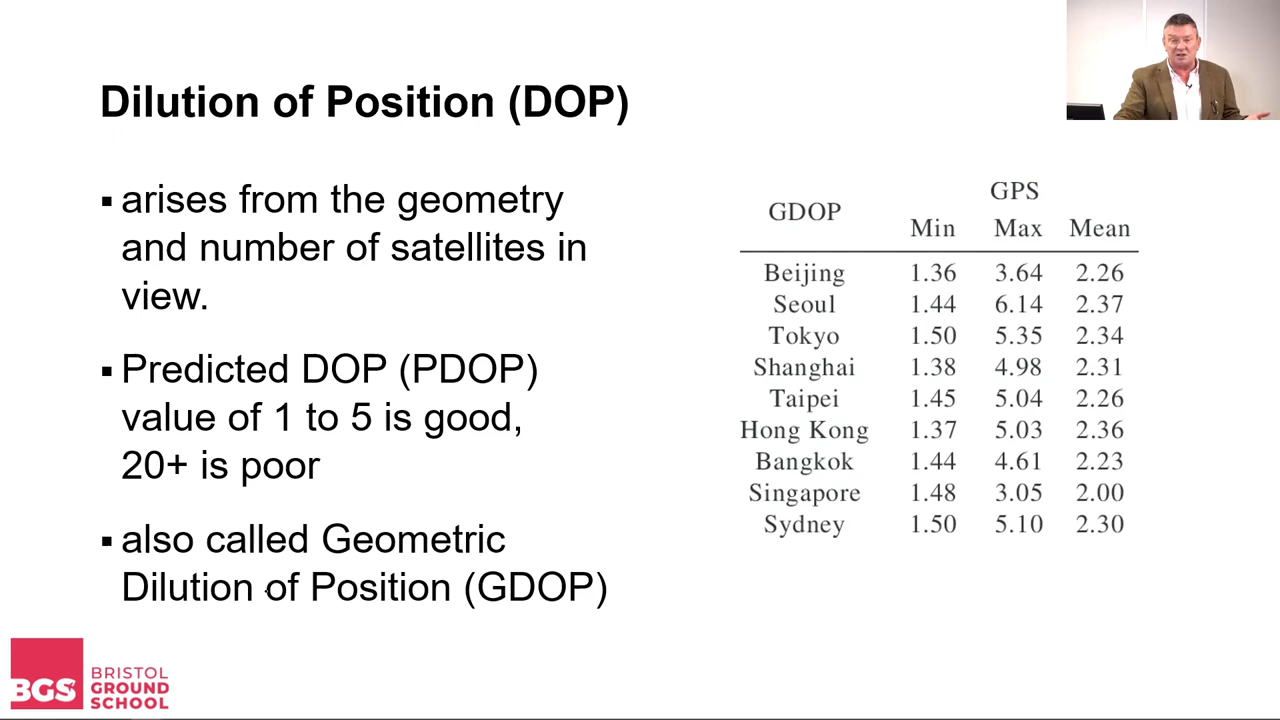 Dilution of Position (DOP)
▪ arises from the geometry
and number of satellites in
view.
▪ Predicted DOP (PDOP)
value of 1 to 5 is good,
20+ is poor
▪ also called Geometric
Dilution of Position (GDOP)
GPS
GDOP
Min Max Mean
Beijing 1.36 3.64 2.26
Seoul 1.44 6.14 2.37
Tokyo 1.50 5.35 2.34
Shanghai 1.38 4.98 2.31
Taipei 1.45 5.04 2.26
Hong Kong 1.37 5.03 2.36
Bangkok 1.44 4.61 2.23
Singapore 1.48 3.05 2.00
Sydney 1.50 5.10 2.30
BGS
BRISTOL
GROUND
SCHOOL